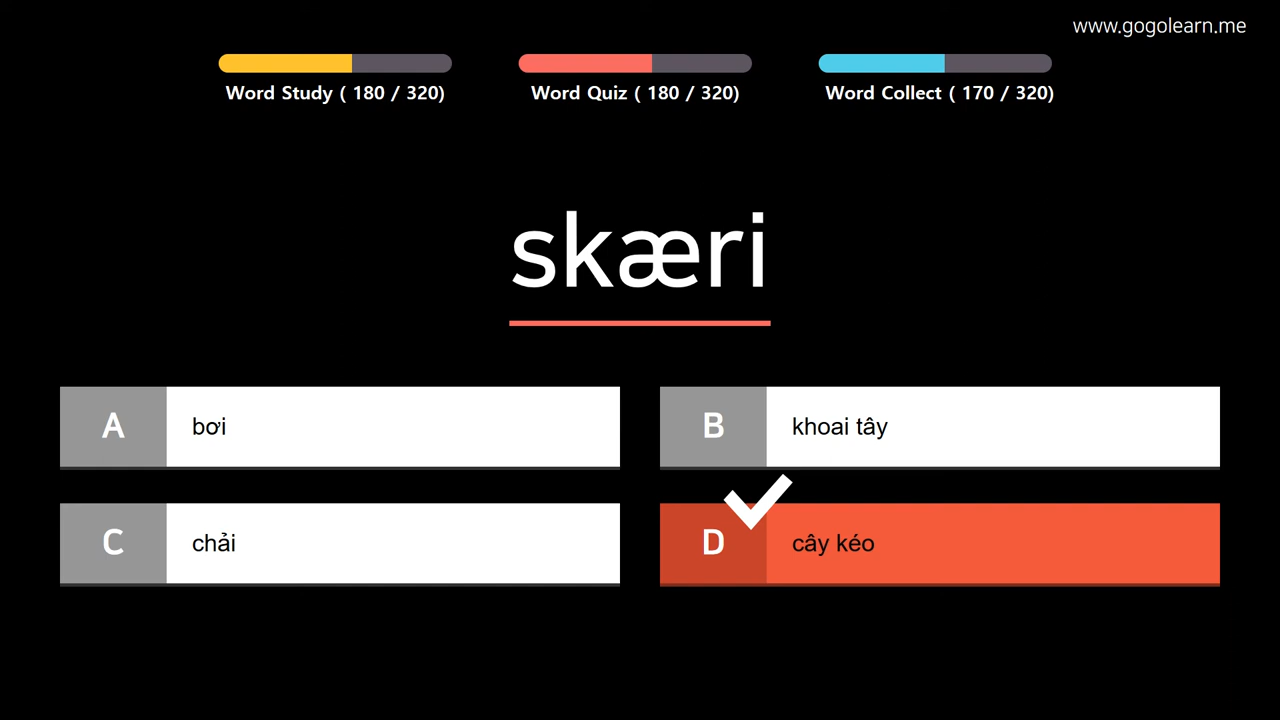 www.gogolearn.me
Word Study ( 180 / 320)
Word Quiz ( 180 / 320)
Word Collect ( 170 / 320)
skæri
A bơi
B khoai tây
C chải
D cây kéo